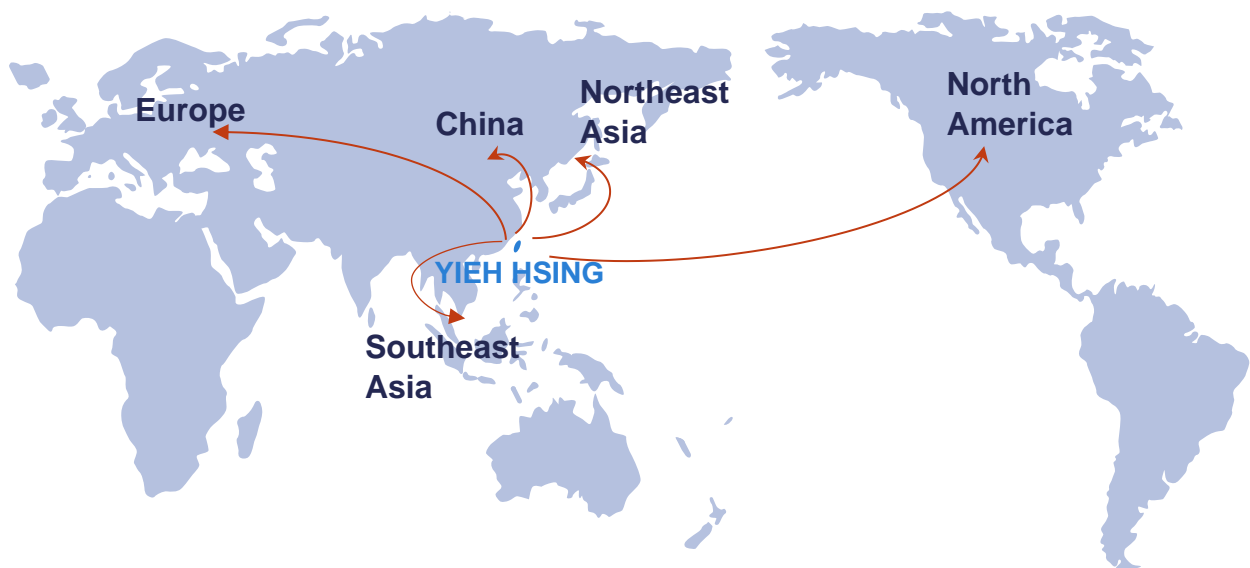 Europe
China
Northeast
Asia
North
America
YIEH HSING
Southeast
Asia